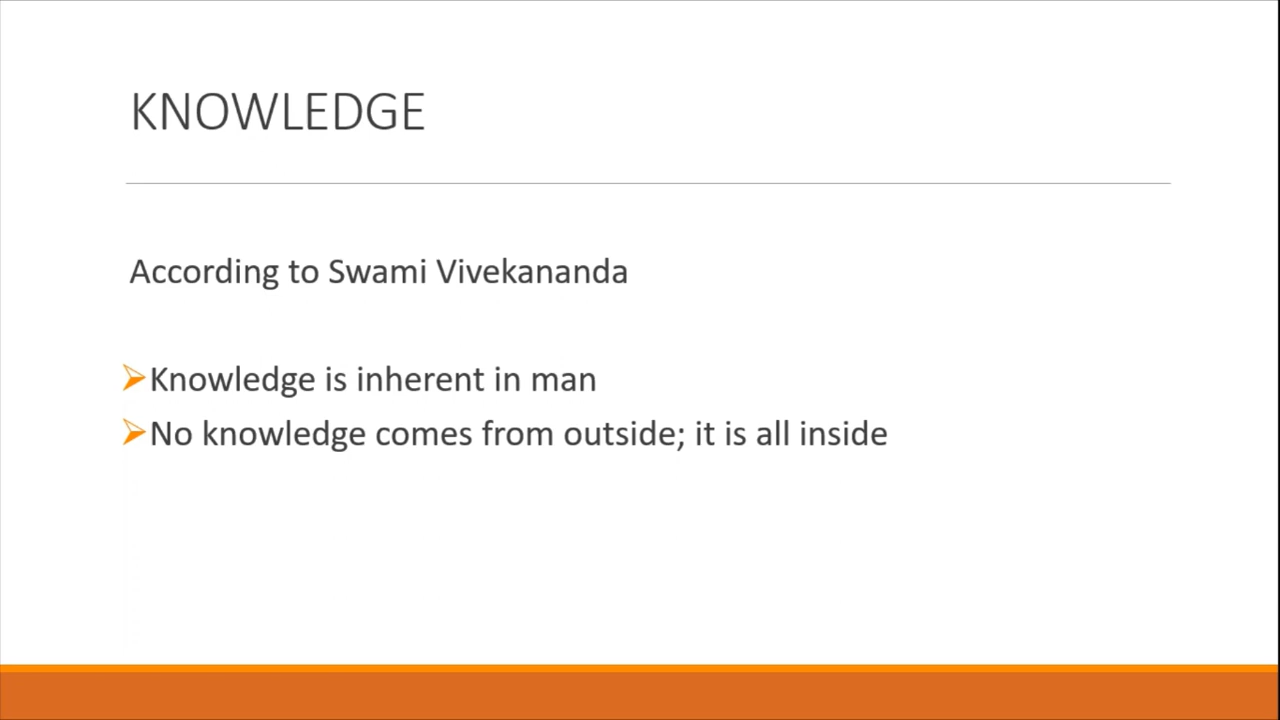 KNOWLEDGE
According to Swami Vivekananda
➢Knowledge is inherent in man
➢No knowledge comes from outside; it is all inside